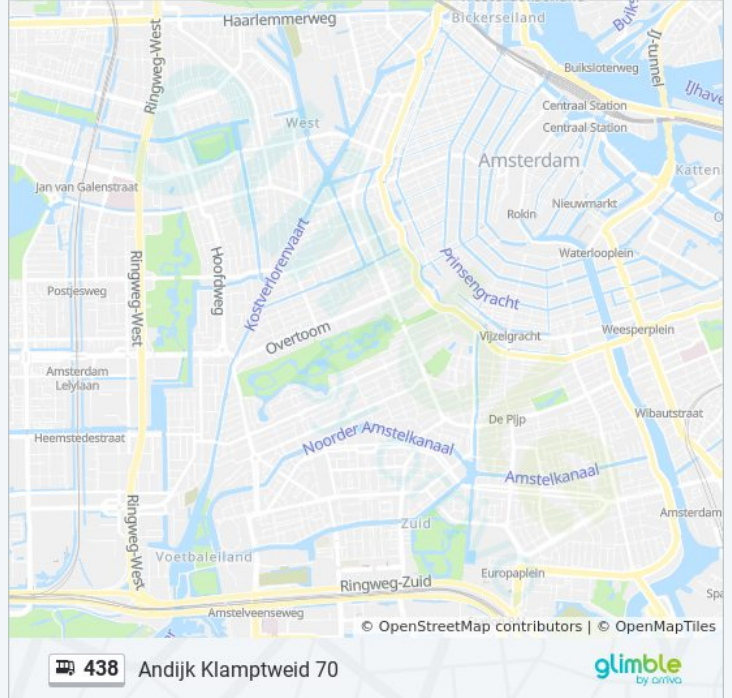 Haarlemmerweg
Bickerseiland
Ringweg-West
IJ-tunnel
Buiksloterweg
Centraal Station
Centraal Station
West
Amsterdam
Jan van Galenstraat
Nieuwmarkt
Rokin
Waterlooplein
Hoofdweg
Kostverlorenvaart
Prinsengracht
Ringweg-West
Postjesweg
Overtoom
Vijzelgracht
Weesperplein
Amsterdam
Lelylaan
De Pijp
Wibautstraat
Heemstedestraat
Noorder Amstelkanaal
Amstelkanaal
Ringweg-West
Amsterdam
Zuid
Voetbaleiland
Europaplein
Ringweg-Zuid
Amstelveenseweg
© OpenStreetMap contributors | © OpenMapTiles
438 Andijk Klamptweid 70
glimble
by arriva